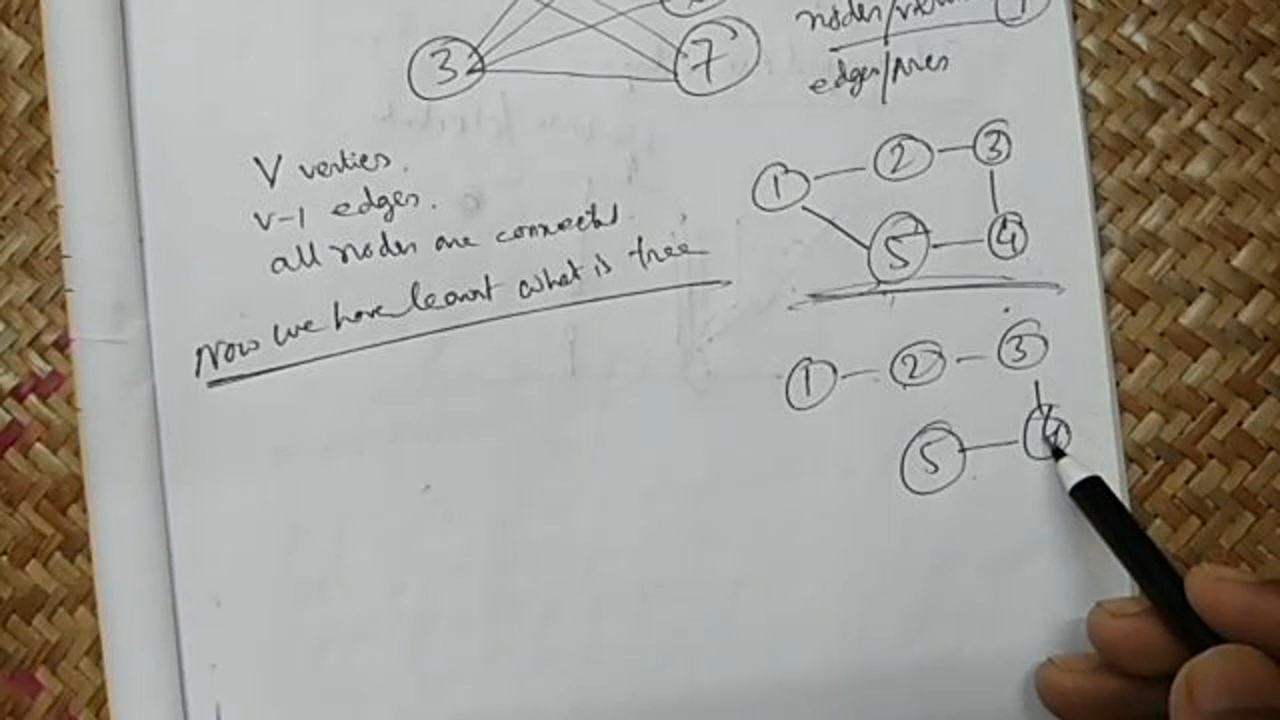 3
7
nodes/
edges/Arcs
V verties.
V-1 edges.
all nodes are connected.
Now we have learnt what is tree
1 2 3
5 4
1 2 3
5 4